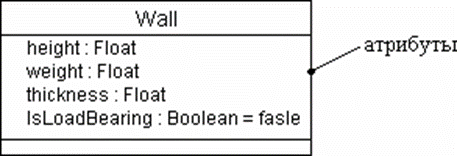 Wall
height : Float
weight : Float
thickness : Float
IsLoadBearing : Boolean = fasle
атрибуты